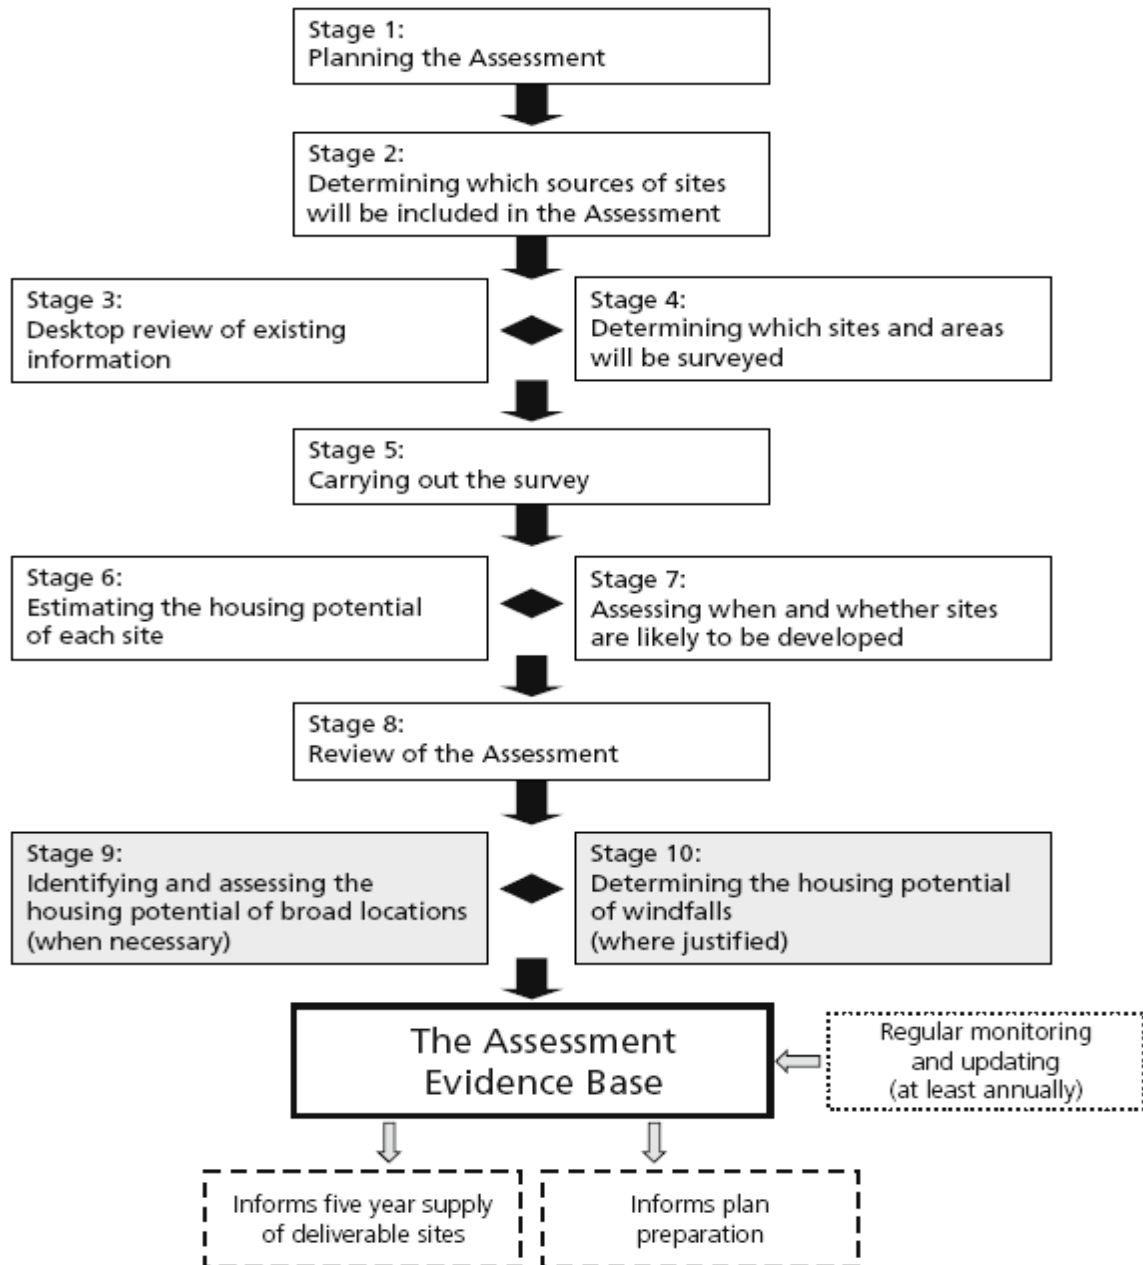 Stage 1:
Planning the Assessment
Stage 2:
Determining which sources of sites
will be included in the Assessment
Stage 3:
Desktop review of existing
information
Stage 4:
Determining which sites and areas
will be surveyed
Stage 5:
Carrying out the survey
Stage 6:
Estimating the housing potential
of each site
Stage 7:
Assessing when and whether sites
are likely to be developed
Stage 8:
Review of the Assessment
Stage 9:
Identifying and assessing the
housing potential of broad locations
(when necessary)
Stage 10:
Determining the housing potential
of windfalls
(where justified)
The Assessment
Evidence Base
Regular monitoring
and updating
(at least annually)
Informs five year supply
of deliverable sites
Informs plan
preparation